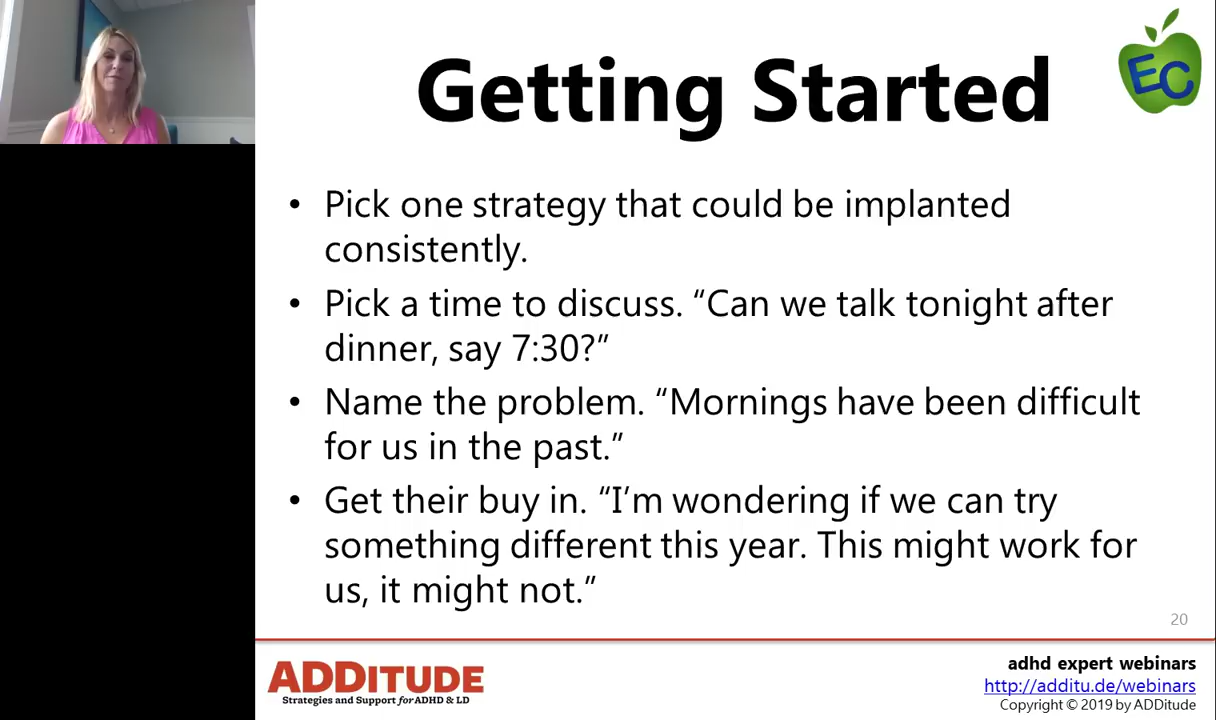 Getting Started
EC
• Pick one strategy that could be implanted
consistently.
• Pick a time to discuss. “Can we talk tonight after
dinner, say 7:30?”
• Name the problem. “Mornings have been difficult
for us in the past.”
• Get their buy in. “I’m wondering if we can try
something different this year. This might work for
us, it might not.”
20
ADDITUDE
Strategies and Support for ADHD & LD
adhd expert webinars
http://additu.de/webinars
Copyright © 2019 by ADDitude